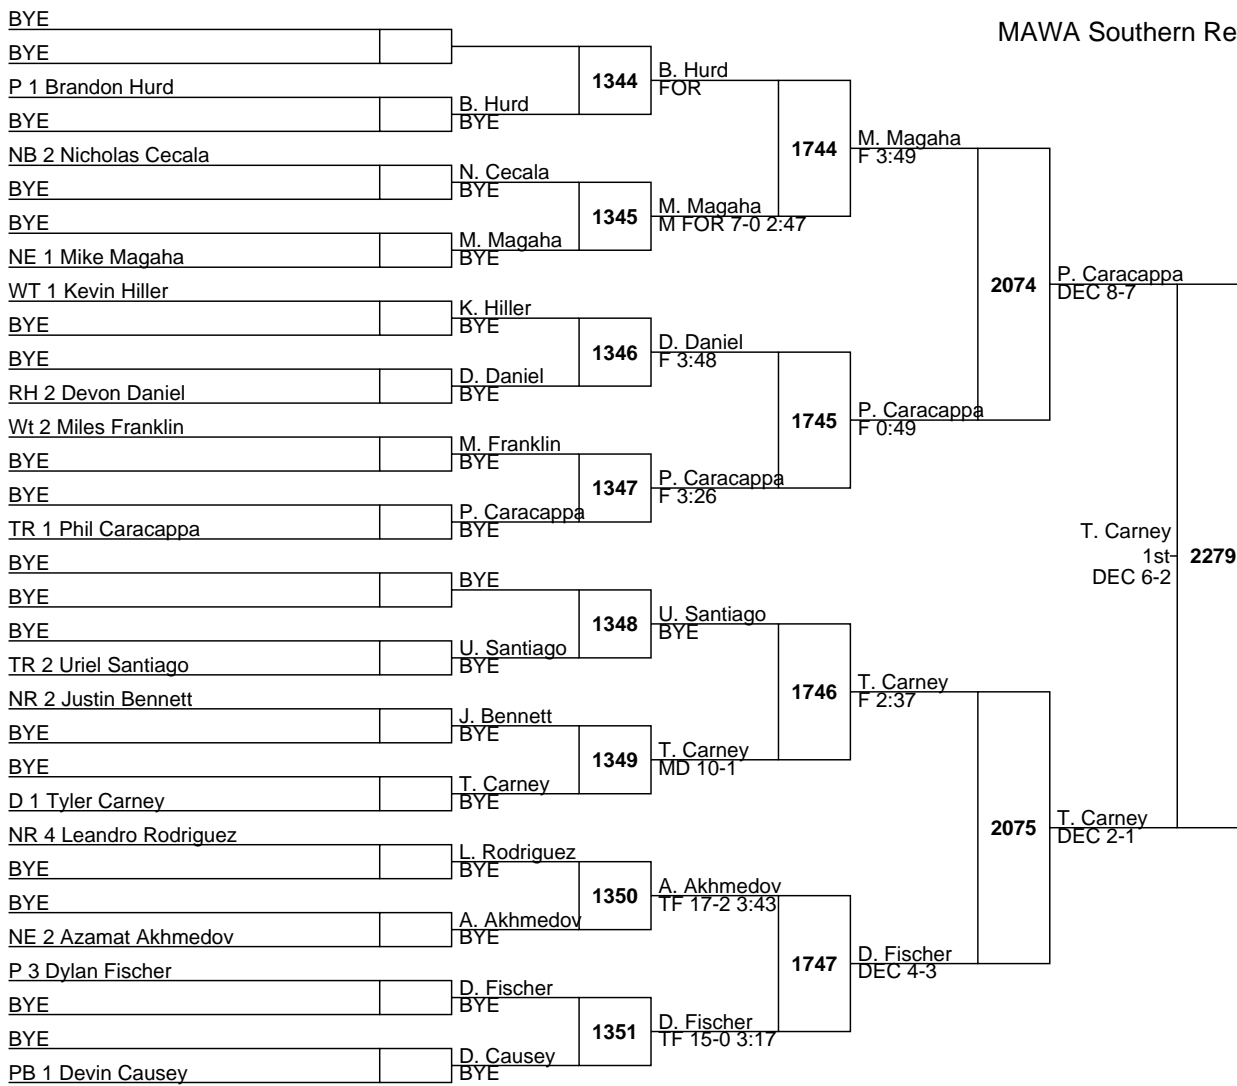 MAWA Southern Re
BYE
BYE
P 1 Brandon Hurd
BYE
NB 2 Nicholas Cecala
BYE
BYE
NE 1 Mike Magaha
WT 1 Kevin Hiller
BYE
BYE
RH 2 Devon Daniel
Wt 2 Miles Franklin
BYE
BYE
TR 1 Phil Caracappa
BYE
BYE
BYE
TR 2 Uriel Santiago
NR 2 Justin Bennett
BYE
BYE
D 1 Tyler Carney
NR 4 Leandro Rodriguez
BYE
BYE
NE 2 Azamat Akhmedov
P 3 Dylan Fischer
BYE
BYE
PB 1 Devin Causey
B. Hurd
BYE
N. Cecala
BYE
M. Magaha
BYE
K. Hiller
BYE
D. Daniel
BYE
M. Franklin
BYE
P. Caracappa
BYE
BYE
U. Santiago
BYE
J. Bennett
BYE
T. Carney
BYE
L. Rodriguez
BYE
A. Akhmedov
BYE
D. Fischer
BYE
D. Causey
BYE
1344
1345
1346
1347
1348
1349
1350
1351
B. Hurd
FOR
M. Magaha
M FOR 7-0 2:47
D. Daniel
F 3:48
P. Caracappa
F 3:26
U. Santiago
BYE
T. Carney
MD 10-1
A. Akhmedov
TF 17-2 3:43
D. Fischer
TF 15-0 3:17
1744
1745
1746
1747
M. Magaha
F 3:49
P. Caracappa
F 0:49
T. Carney
F 2:37
D. Fischer
DEC 4-3
2074
2075
P. Caracappa
DEC 8-7
T. Carney
DEC 2-1
T. Carney
1st
DEC 6-2
2279